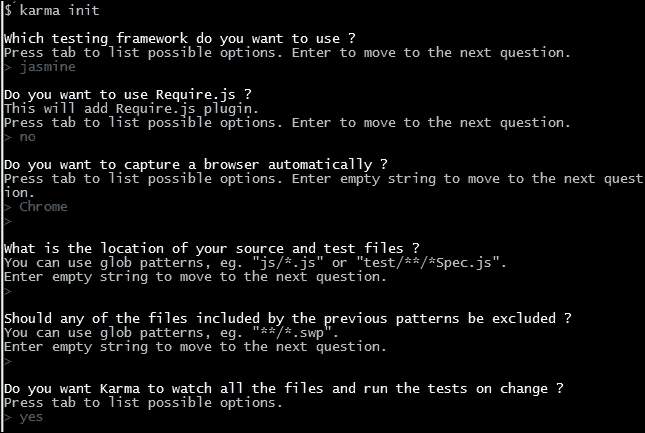 $ karma init
Which testing framework do you want to use ?
Press tab to list possible options. Enter to move to the next question.
> jasmine
Do you want to use Require.js ?
This will add Require.js plugin.
Press tab to list possible options. Enter to move to the next question.
> no
Do you want to capture a browser automatically ?
Press tab to list possible options. Enter empty string to move to the next quest
ion.
> Chrome
>
What is the location of your source and test files ?
You can use glob patterns, eg. "js/*.js" or "test/**/*Spec.js".
Enter empty string to move to the next question.
>
Should any of the files included by the previous patterns be excluded ?
You can use glob patterns, eg. "**/*.swp".
Enter empty string to move to the next question.
>
Do you want Karma to watch all the files and run the tests on change ?
Press tab to list possible options.
> yes